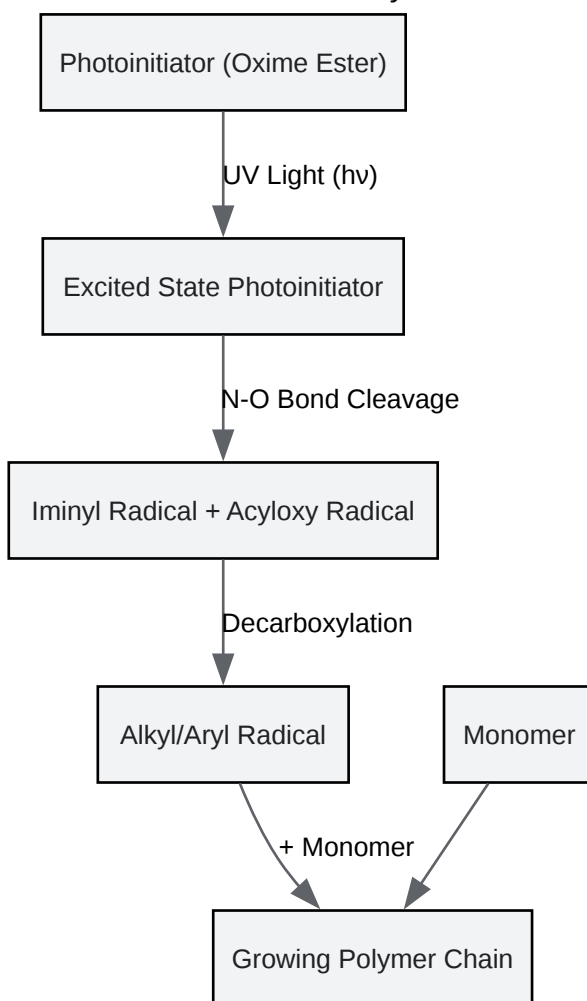 Photoinitiator (Oxime Ester)
UV Light (hν)
Excited State Photoinitiator
N-O Bond Cleavage
Iminyl Radical + Acyloxy Radical
Decarboxylation
Alkyl/Aryl Radical
Monomer
+ Monomer
Growing Polymer Chain